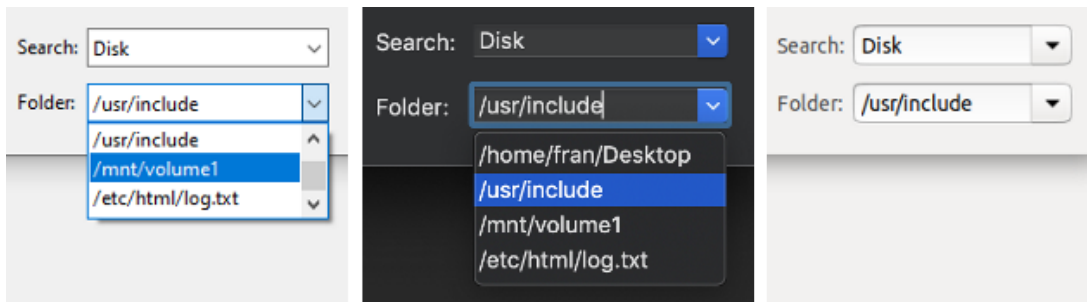 Search: Disk
Folder: /usr/include
/usr/include
/mnt/volume1
/etc/html/log.txt
Search: Disk
Folder: /usr/include
/home/fran/Desktop
/usr/include
/mnt/volume1
/etc/html/log.txt
Search: Disk
Folder: /usr/include